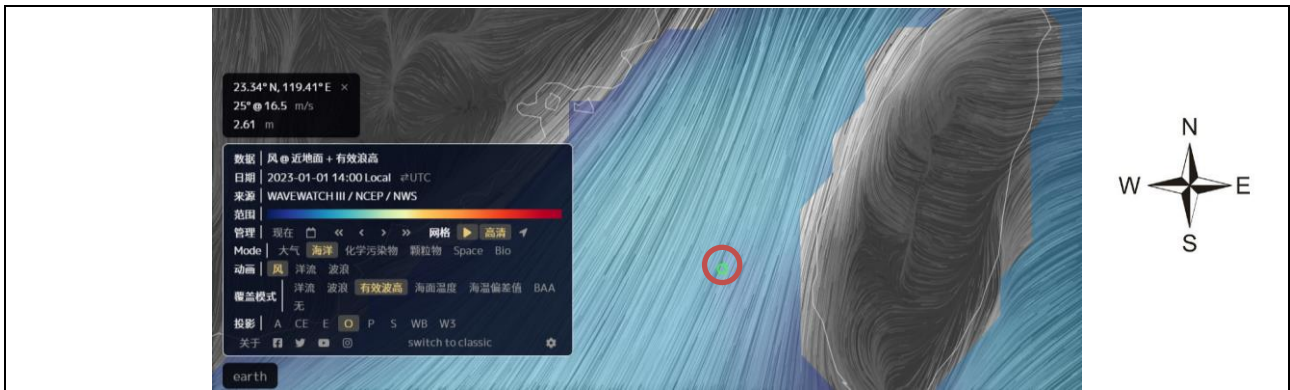 23.34° N, 119.41° E ×
25° @ 16.5 m/s
2.61 m
数据 | 风 @ 近地面 + 有效浪高
日期 | 2023-01-01 14:00 Local ⇄UTC
来源 | WAVEWATCH III / NCEP / NWS
范围 |
管理 | 现在 « ‹ › » 网格 ▶ 高清
Mode | 大气 海洋 化学污染物 颗粒物 Space Bio
动画 | 风 洋流 波浪
覆盖模式 | 洋流 波浪 有效波高 海面温度 海温偏差值 BAA
无
投影 | A CE E O P S WB W3
关于 switch to classic
earth
N
W E
S